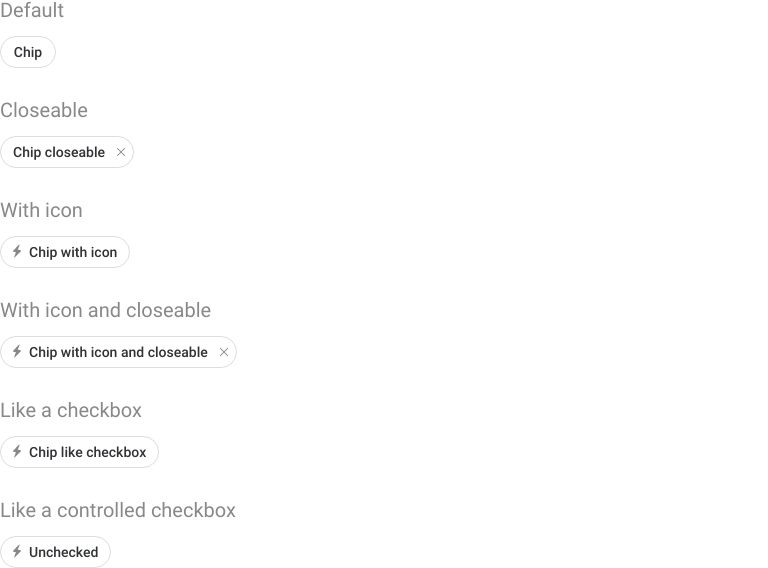 Default
Chip
Closeable
Chip closeable
With icon
Chip with icon
With icon and closeable
Chip with icon and closeable
Like a checkbox
Chip like checkbox
Like a controlled checkbox
Unchecked